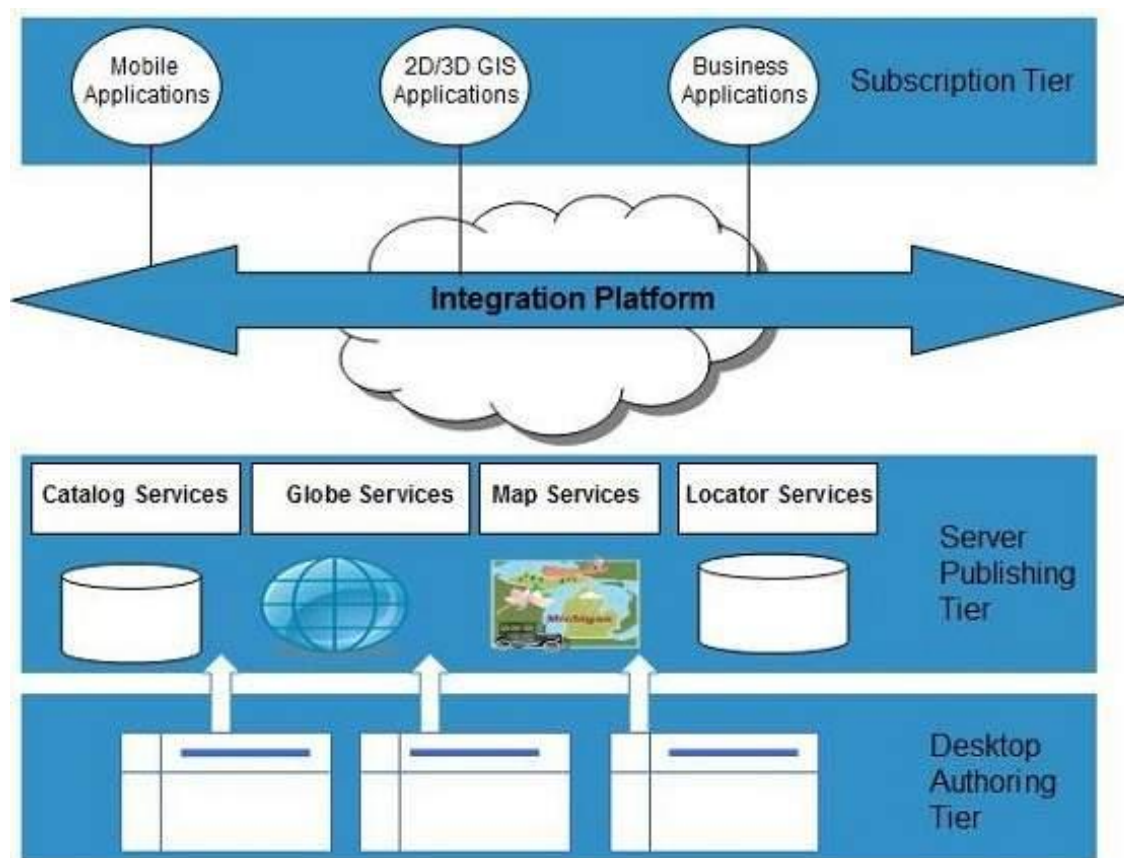 Mobile
Applications
2D/3D GIS
Applications
Business
Applications
Subscription Tier
Integration Platform
Catalog Services
Globe Services
Map Services
Locator Services
Server
Publishing
Tier
Michigan
Desktop
Authoring
Tier